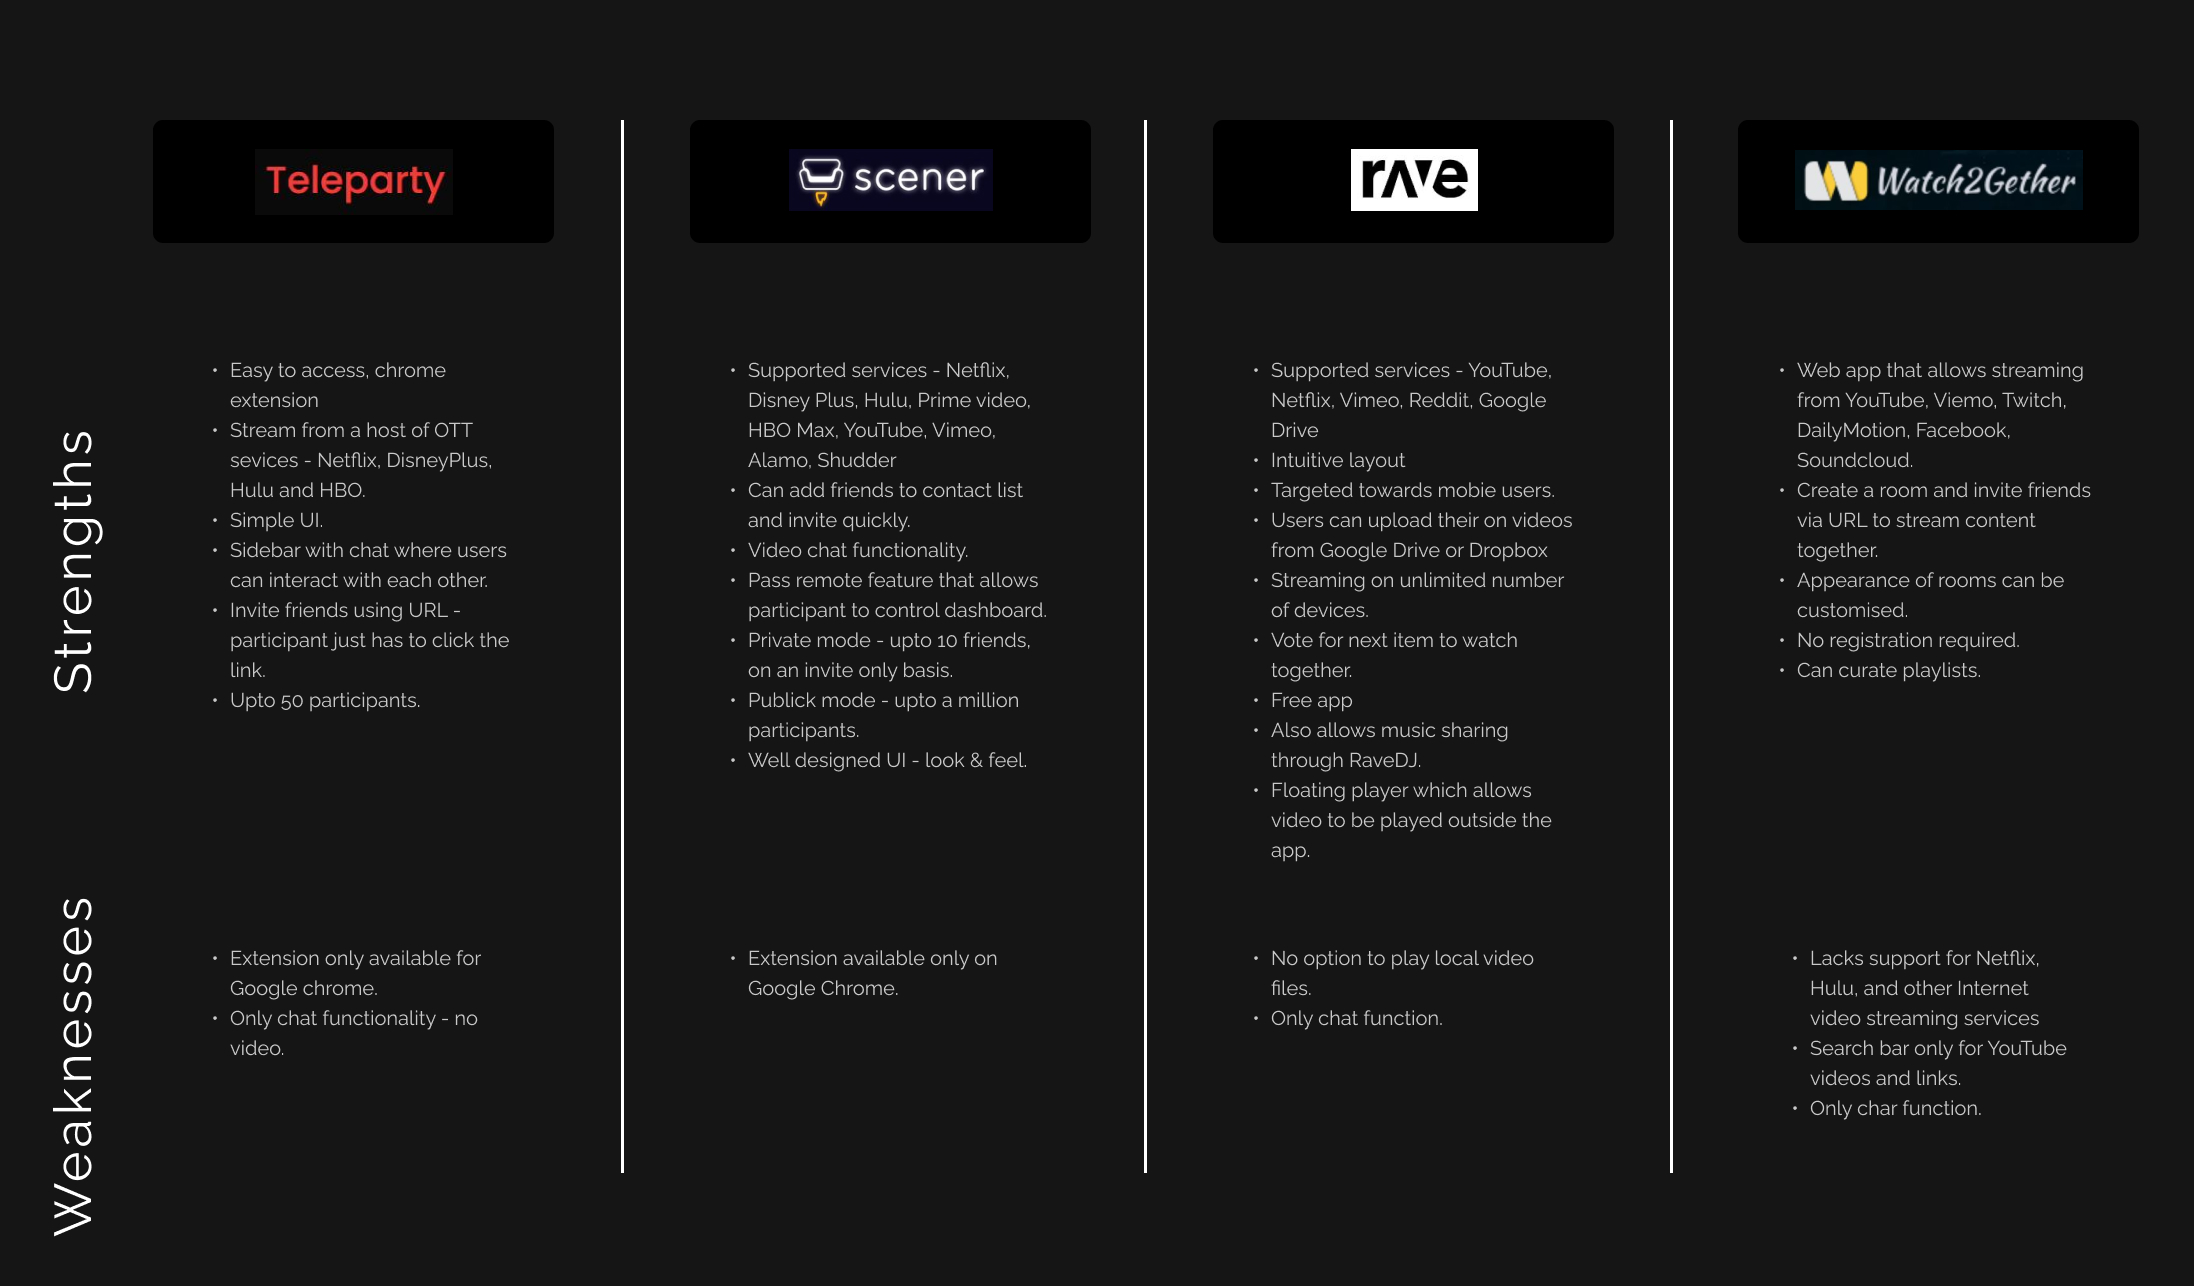 Teleparty
scener
rave
Watch2Gether
Strengths
• Easy to access, chrome
extension
• Stream from a host of OTT
sevices - Netflix, DisneyPlus,
Hulu and HBO.
• Simple UI.
• Sidebar with chat where users
can interact with each other.
• Invite friends using URL -
participant just has to click the
link.
• Upto 50 participants.
• Supported services - Netflix,
Disney Plus, Hulu, Prime video,
HBO Max, YouTube, Vimeo,
Alamo, Shudder
• Can add friends to contact list
and invite quickly.
• Video chat functionality.
• Pass remote feature that allows
participant to control dashboard.
• Private mode - upto 10 friends,
on an invite only basis.
• Publick mode - upto a million
participants.
• Well designed UI - look & feel.
• Supported services - YouTube,
Netflix, Vimeo, Reddit, Google
Drive
• Intuitive layout
• Targeted towards mobie users.
• Users can upload their on videos
from Google Drive or Dropbox
• Streaming on unlimited number
of devices.
• Vote for next item to watch
together.
• Free app
• Also allows music sharing
through RaveDJ.
• Floating player which allows
video to be played outside the
app.
• Web app that allows streaming
from YouTube, Viemo, Twitch,
DailyMotion, Facebook,
Soundcloud.
• Create a room and invite friends
via URL to stream content
together.
• Appearance of rooms can be
customised.
• No registration required.
• Can curate playlists.
Weaknesses
• Extension only available for
Google chrome.
• Only chat functionality - no
video.
• Extension available only on
Google Chrome.
• No option to play local video
files.
• Only chat function.
• Lacks support for Netflix,
Hulu, and other Internet
video streaming services
• Search bar only for YouTube
videos and links.
• Only char function.